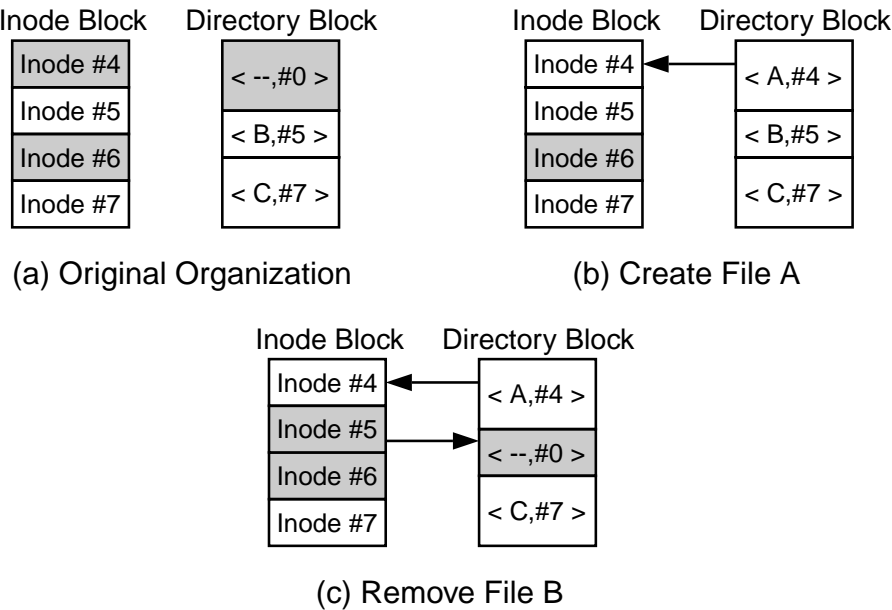 Inode Block Directory Block
Inode #4
Inode #5
Inode #6
Inode #7
< --,#0 >
< B,#5 >
< C,#7 >
(a) Original Organization
Inode Block Directory Block
Inode #4
Inode #5
Inode #6
Inode #7
< A,#4 >
< B,#5 >
< C,#7 >
(b) Create File A
Inode Block Directory Block
Inode #4
Inode #5
Inode #6
Inode #7
< A,#4 >
< --,#0 >
< C,#7 >
(c) Remove File B